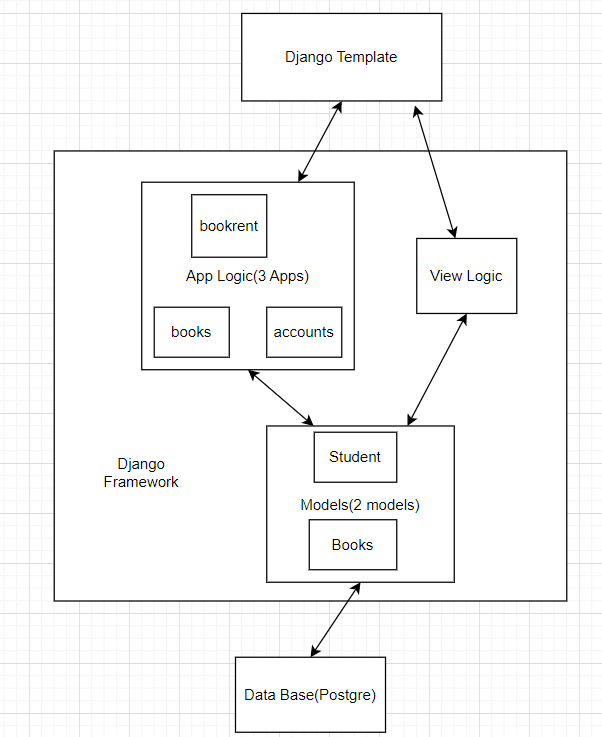 Django Template
bookrent
App Logic(3 Apps)
View Logic
books
accounts
Student
Django
Framework
Models(2 models)
Books
Data Base(Postgre)